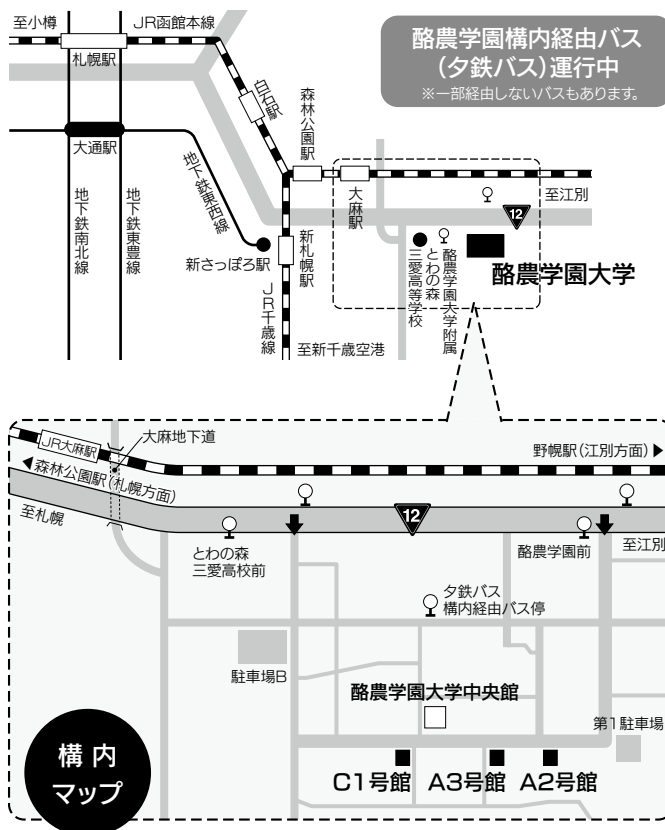 至小樽
JR函館本線
札幌駅
酪農学園構内経由バス
(夕鉄バス)運行中
※一部経由しないバスもあります。
白石駅
森林公園駅
大通駅
地下鉄東西線
大麻駅
至江別
12
地下鉄南北線
地下鉄東豊線
新さっぽろ駅
新札幌駅
JR千歳線
酪農学園大学附属
とわの森
三愛高等学校
酪農学園大学
至新千歳空港
JR大麻駅
大麻地下道
野幌駅(江別方面)▶
◀森林公園駅(札幌方面)
至札幌
12
とわの森
三愛高校前
酪農学園前
至江別
夕鉄バス
構内経由バス停
駐車場B
酪農学園大学中央館
第1駐車場
構内
マップ
C1号館
A3号館
A2号館